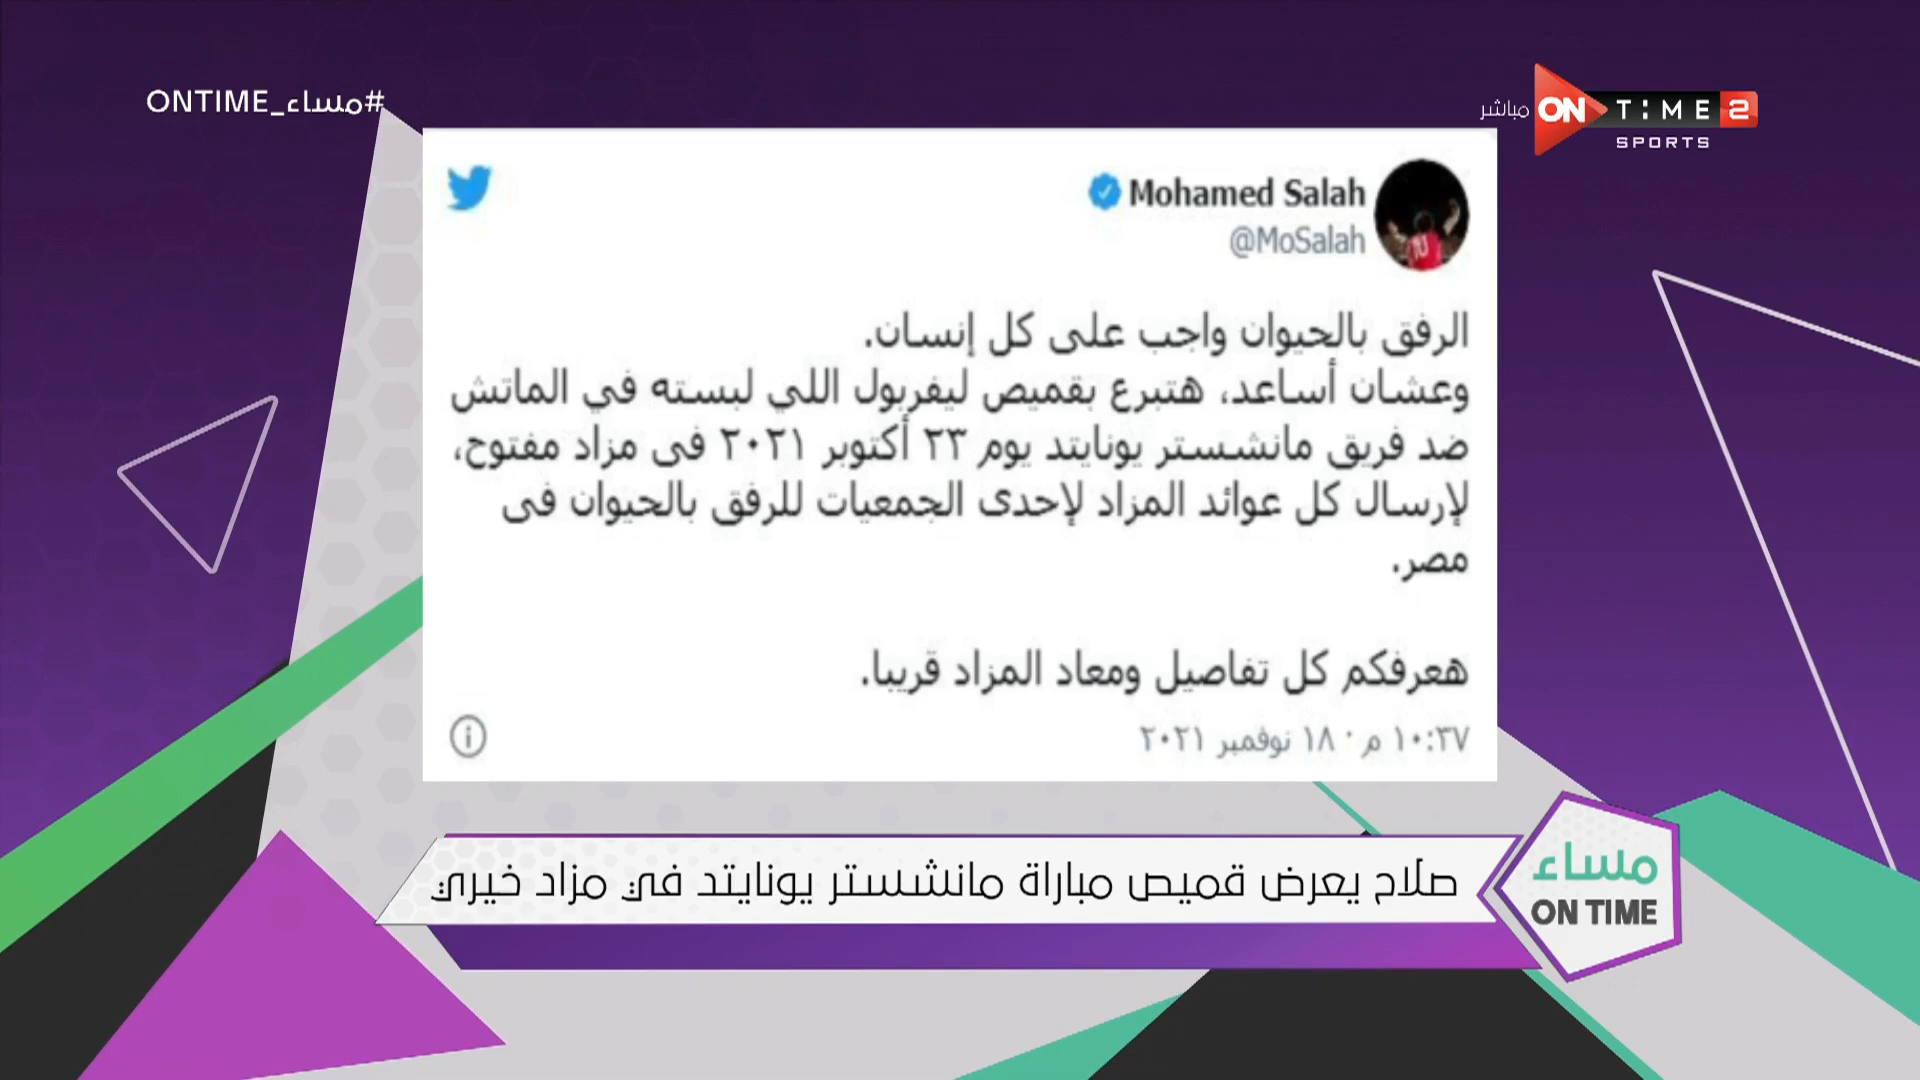 #مساء_ONTIME
مباشر
ON TIME 2
SPORTS
Mohamed Salah
@MoSalah
الرفق بالحيوان واجب على كل إنسان.
وعشان أساعد، هتبرع بقميص ليفربول اللي لبسته في الماتش
ضد فريق مانشستر يونايتد يوم ٢٣ أكتوبر ٢٠٢١ فى مزاد مفتوح،
لإرسال كل عوائد المزاد لإحدى الجمعيات للرفق بالحيوان فى
مصر.
هعرفكم كل تفاصيل ومعاد المزاد قريبا.
١٠:٣٧ م · ١٨ نوفمبر ٢٠٢١
صلاح يعرض قميص مباراة مانشستر يونايتد في مزاد خيري
مساء
ON TIME